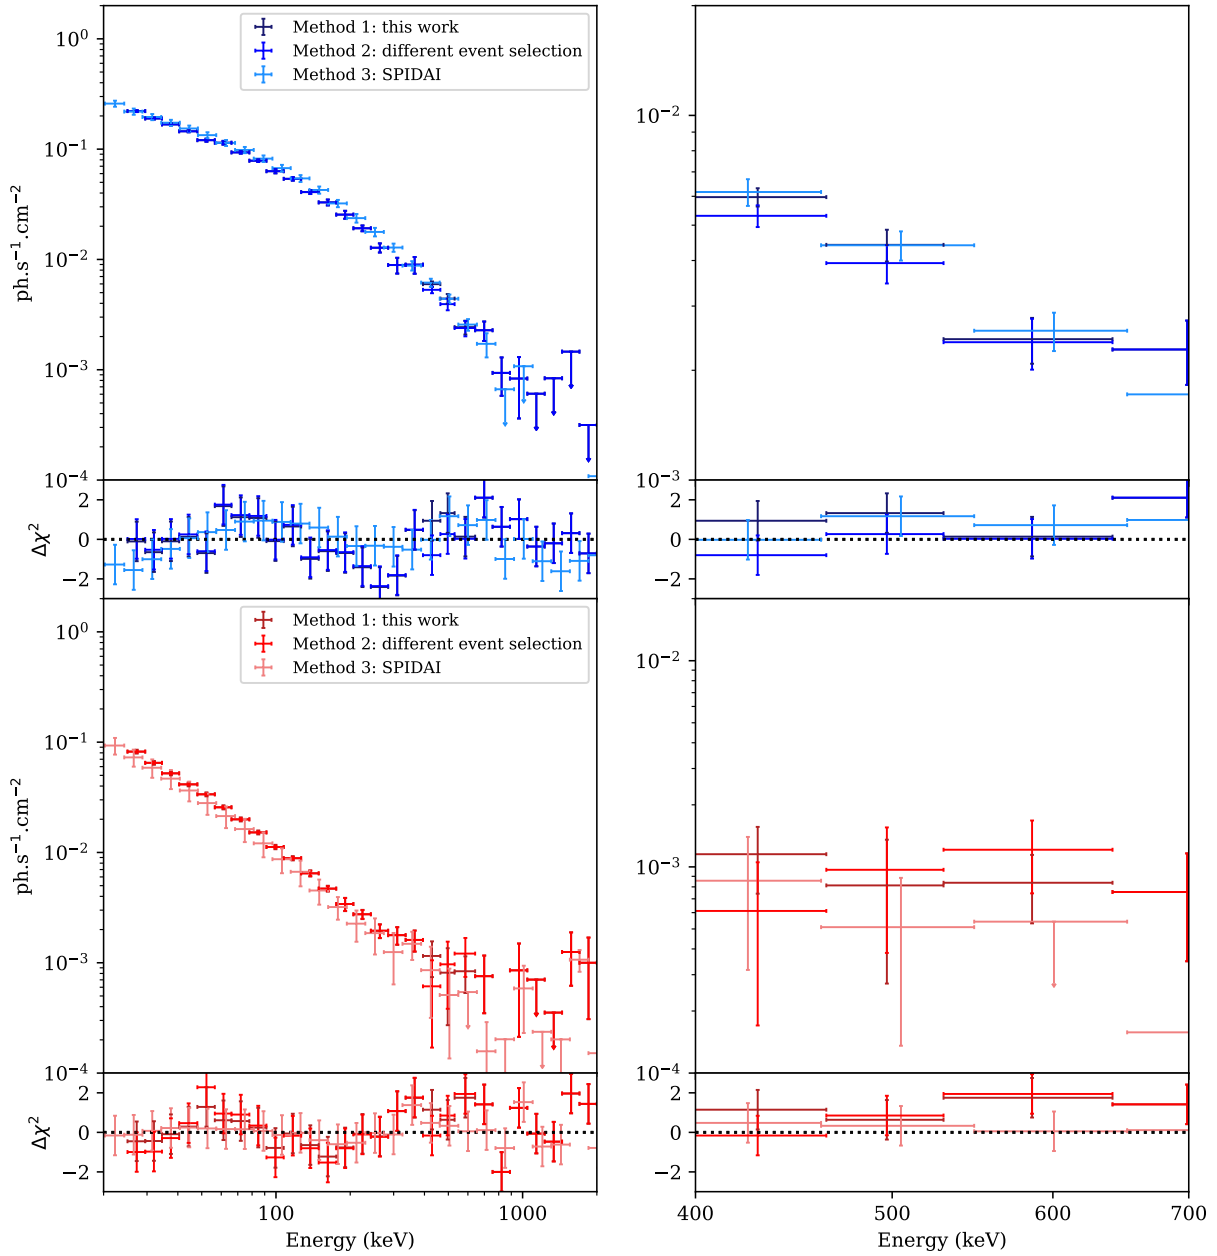 10⁰
10⁻¹
10⁻²
10⁻³
10⁻⁴
ph.s⁻¹.cm⁻²
Method 1: this work
Method 2: different event selection
Method 3: SPIDAI
10⁻²
10⁻³
2
0
−2
Δχ²
2
0
−2
10⁰
10⁻¹
10⁻²
10⁻³
10⁻⁴
ph.s⁻¹.cm⁻²
Method 1: this work
Method 2: different event selection
Method 3: SPIDAI
10⁻²
10⁻³
10⁻⁴
2
0
−2
Δχ²
100
1000
Energy (keV)
2
0
−2
400
500
600
700
Energy (keV)